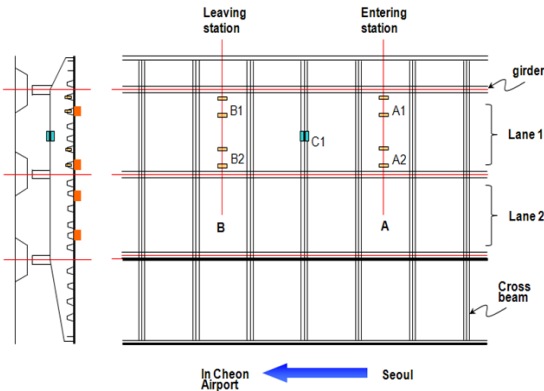 Leaving
station
Entering
station
girder
B1
A1
Lane 1
C1
B2
A2
Lane 2
B
A
Cross
beam
In Cheon
Airport
Seoul